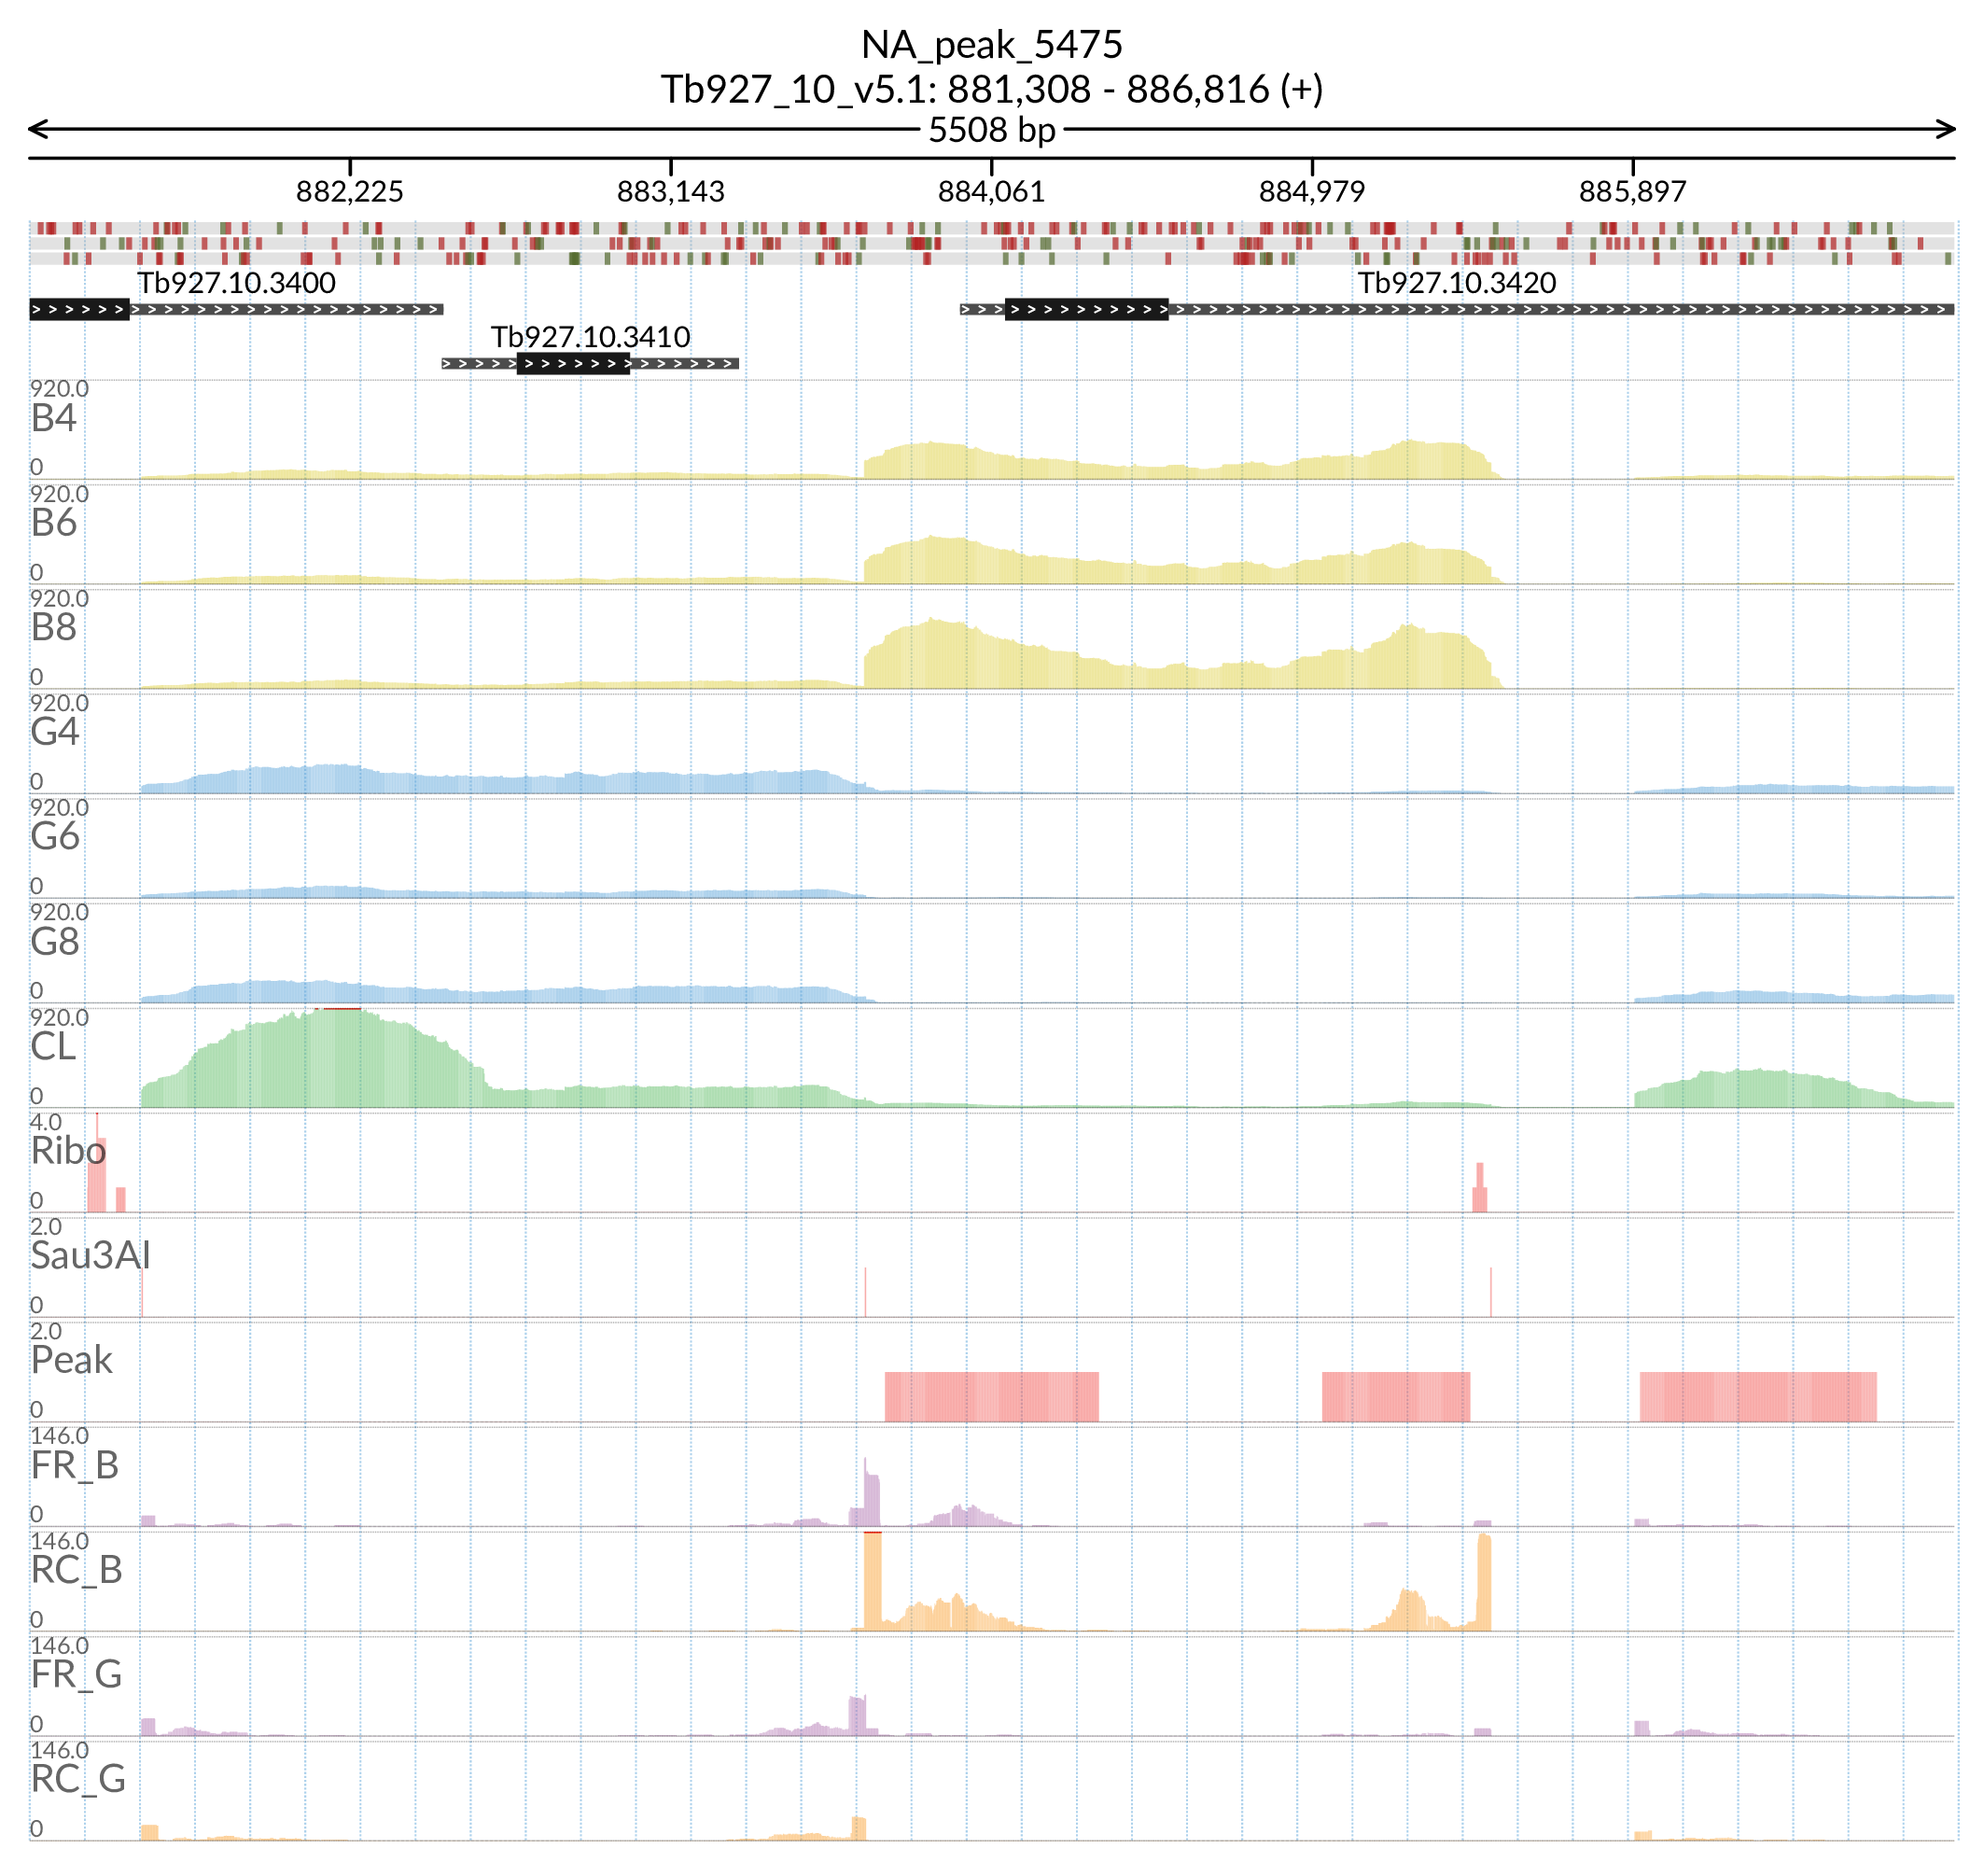 NA_peak_5475
Tb927_10_v5.1: 881,308 - 886,816 (+)
5508 bp
882,225 883,143 884,061 884,979 885,897
Tb927.10.3400 Tb927.10.3420
Tb927.10.3410
920.0
B4
0
920.0
B6
0
920.0
B8
0
920.0
G4
0
920.0
G6
0
920.0
G8
0
920.0
CL
0
4.0
Ribo
0
2.0
Sau3AI
0
2.0
Peak
0
146.0
FR_B
0
146.0
RC_B
0
146.0
FR_G
0
146.0
RC_G
0